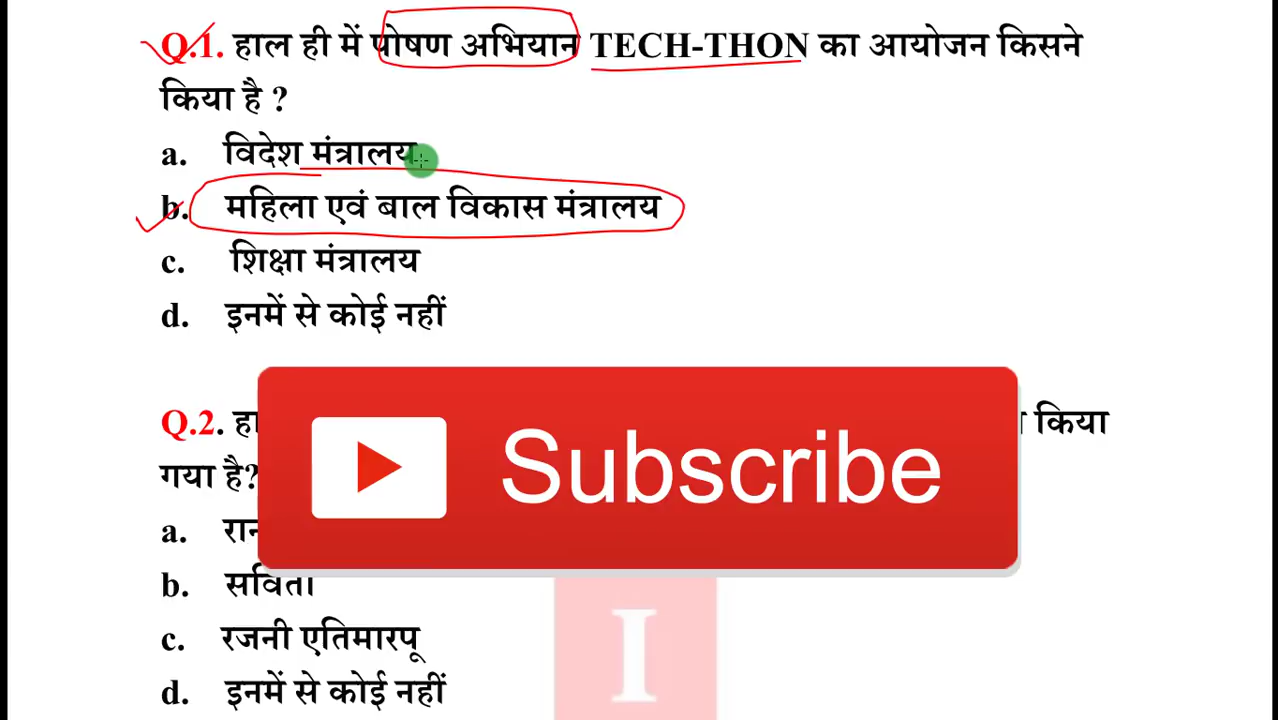 Q.1. हाल ही में पोषण अभियान TECH-THON का आयोजन किसने
किया है ?
a. विदेश मंत्रालय
b. महिला एवं बाल विकास मंत्रालय
c. शिक्षा मंत्रालय
d. इनमें से कोई नहीं
Q.2. किया
गया है?
Subscribe
a.
b. सविता
c. रजनी एतिमारपू
d. इनमें से कोई नहीं
I